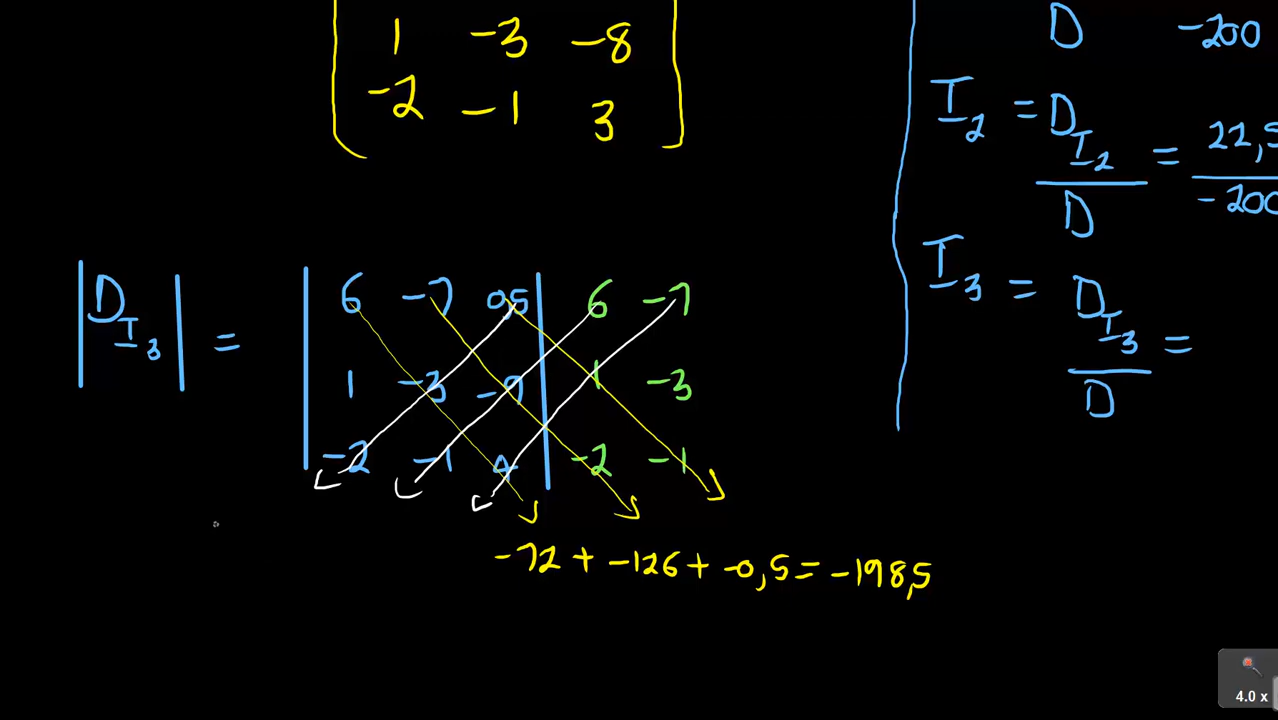 1 -3 -8
-2 -1 3
D -200
I2 = DI2 = 22,5
D -200
I3 = DI3 =
D
|DI3| = | 6 -7 0,5 | 6 -7
1 -3 -9 | 1 -3
-2 -1 4 | -2 -1
-72 + -126 + -0,5 = -198,5
4.0 x